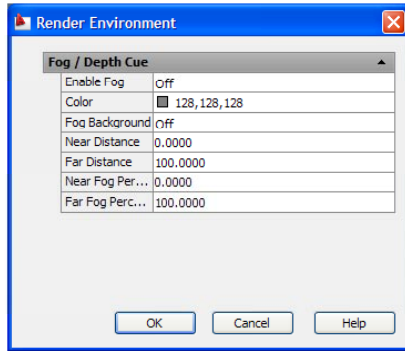 Render Environment
Fog / Depth Cue
Enable Fog Off
Color 128,128,128
Fog Background Off
Near Distance 0.0000
Far Distance 100.0000
Near Fog Per... 0.0000
Far Fog Perc... 100.0000
OK Cancel Help